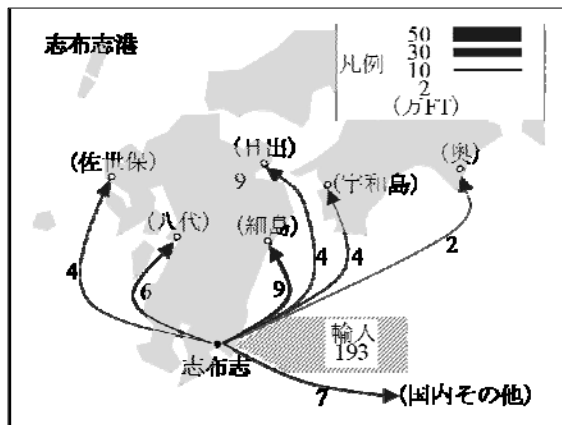 志布志港
凡例
50
30
10
2
(万FT)
(佐世保)
(日出)
9
(宇和島)
(奥)
(八代)
(細島)
4
6
9
4
4
2
輸人
193
志布志
7
(国内その他)